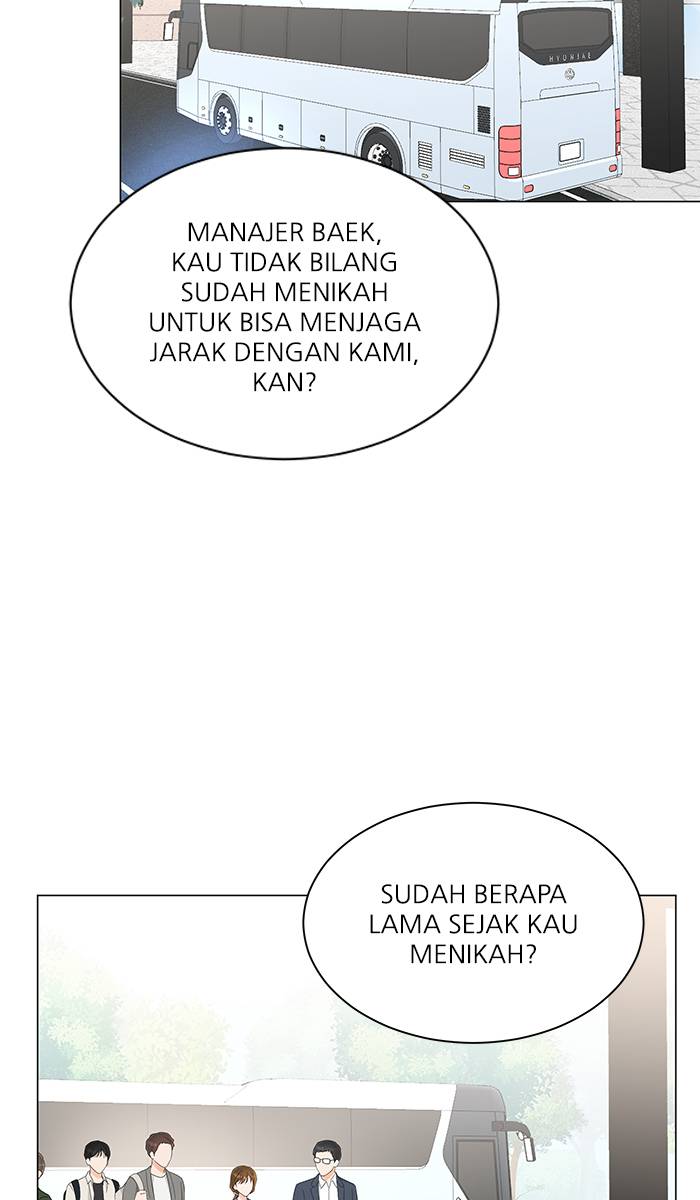 HYUNJAE
MANAJER BAEK,
KAU TIDAK BILANG
SUDAH MENIKAH
UNTUK BISA MENJAGA
JARAK DENGAN KAMI,
KAN?
SUDAH BERAPA
LAMA SEJAK KAU
MENIKAH?